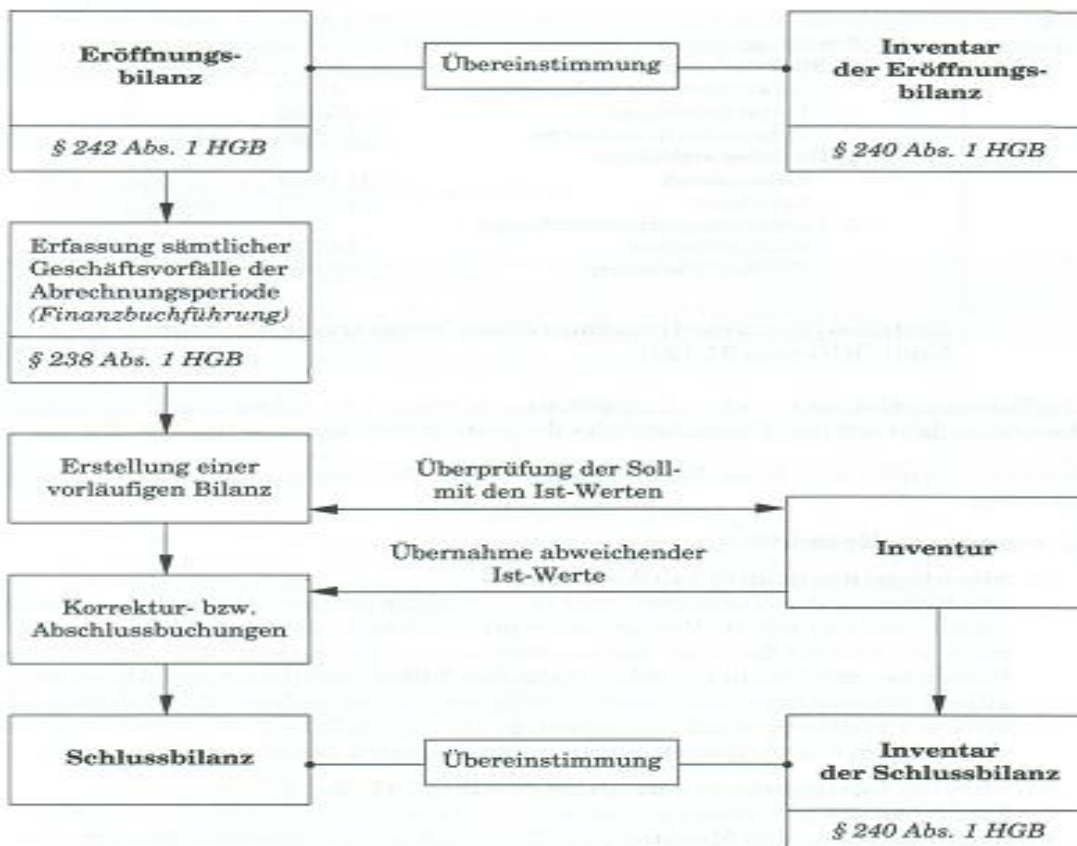 Eröffnungs-
bilanz
§ 242 Abs. 1 HGB
Übereinstimmung
Inventar
der Eröffnungs-
bilanz
§ 240 Abs. 1 HGB
Erfassung sämtlicher
Geschäftsvorfälle der
Abrechnungsperiode
(Finanzbuchführung)
§ 238 Abs. 1 HGB
Erstellung einer
vorläufigen Bilanz
Überprüfung der Soll-
mit den Ist-Werten
Inventur
Übernahme abweichender
Ist-Werte
Korrektur- bzw.
Abschlussbuchungen
Schlussbilanz
Übereinstimmung
Inventar
der Schlussbilanz
§ 240 Abs. 1 HGB